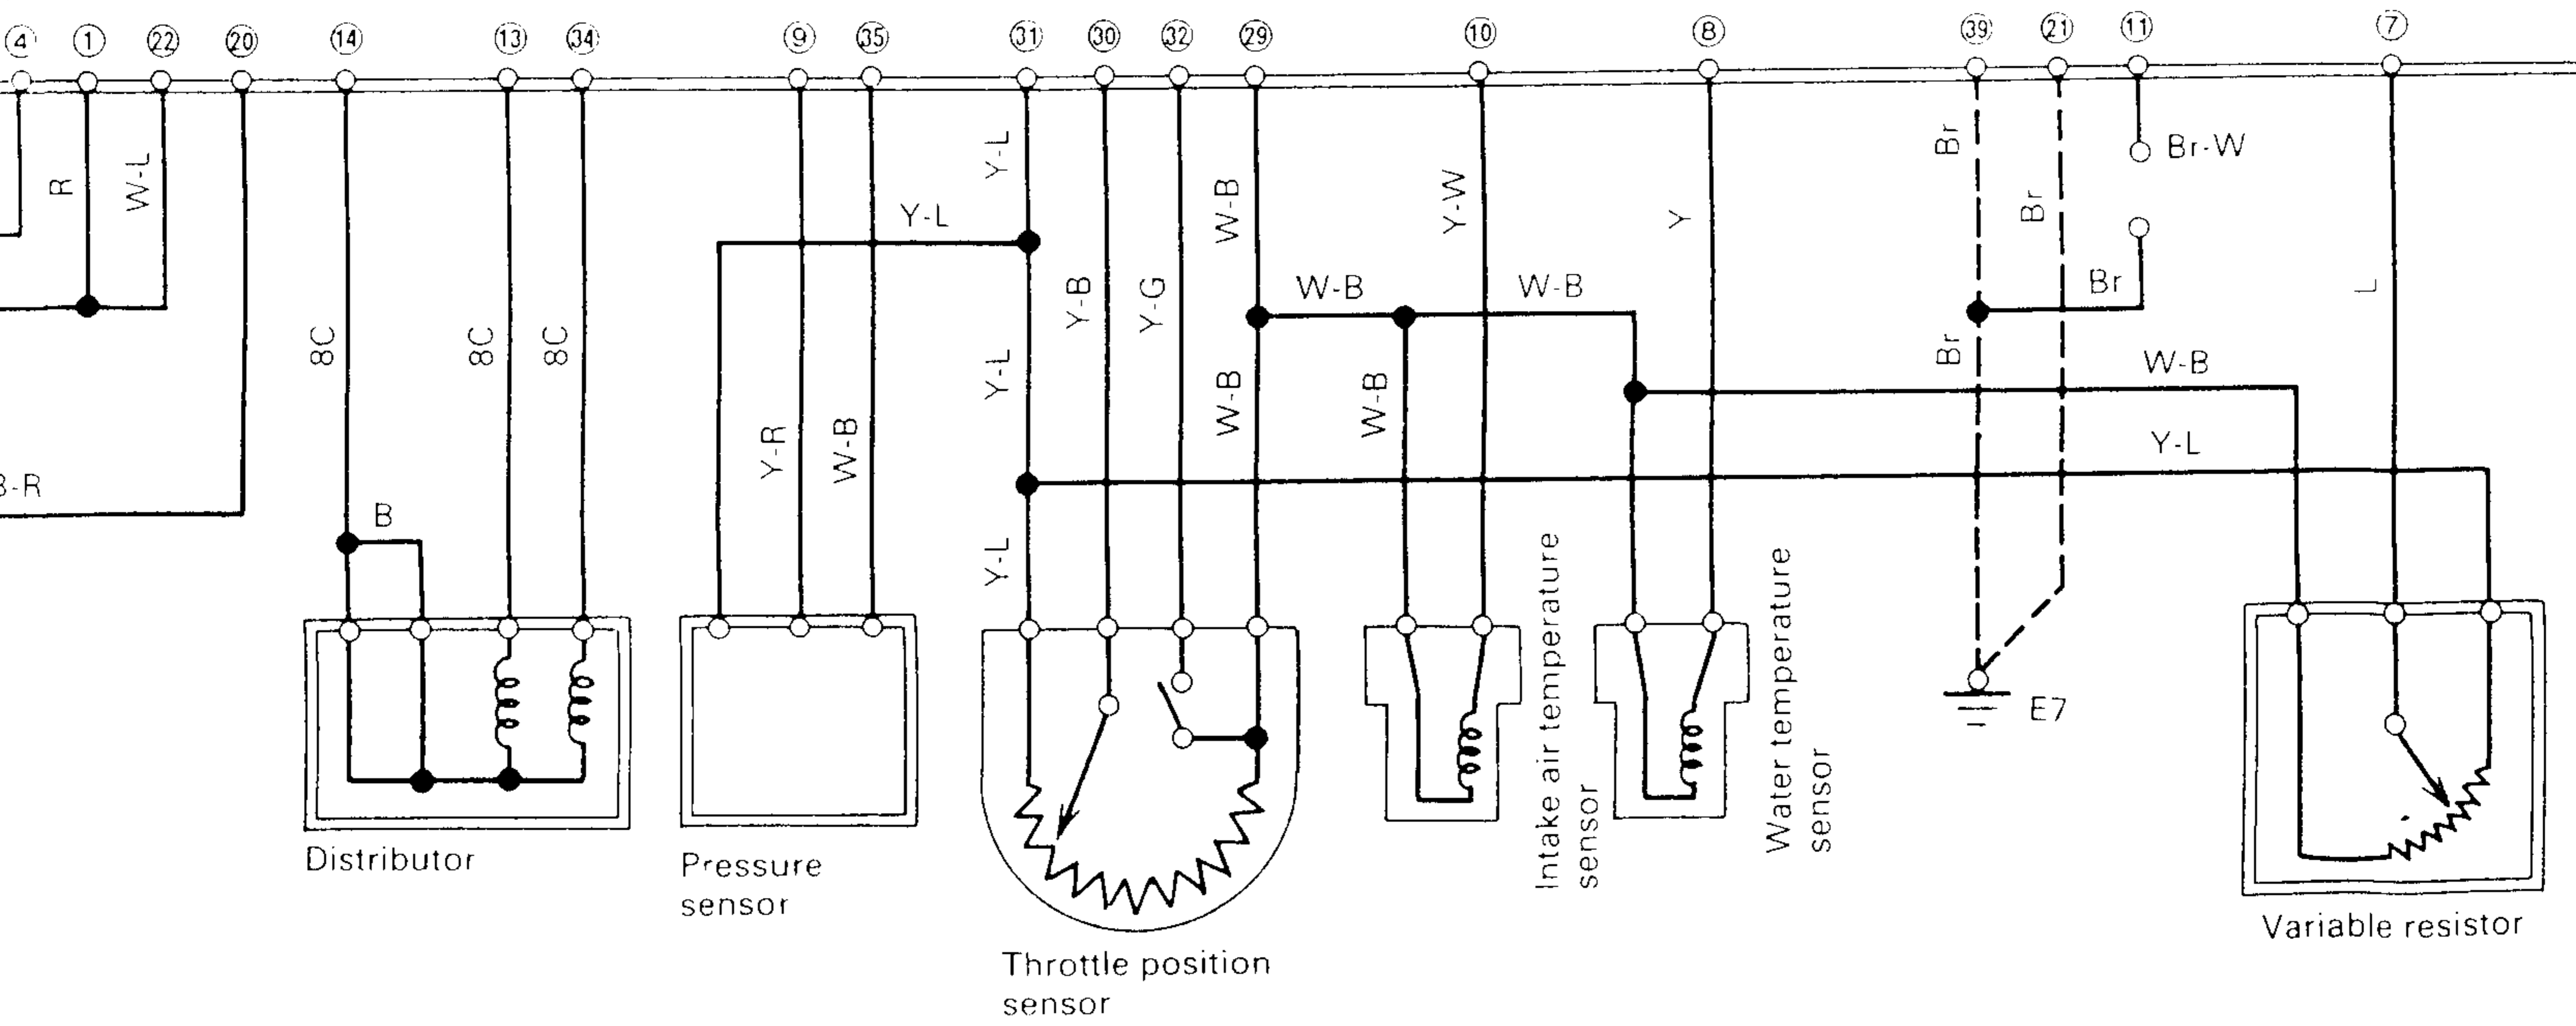 4 1 22 20 14 13 34 9 35 31 30 32 29 10 8 39 21 11 7
R
W-L
Y-L
Y-L
W-B
Y-W
Y
Br
Br
Br-W
Y-B
Y-G
W-B
W-B
Br
L
8C
8C
8C
Y-L
W-B
W-B
Br
W-B
Y-R
W-B
Y-L
B-R
B
Y-L
E7
Distributor
Pressure
sensor
Throttle position
sensor
Intake air temperature
sensor
Water temperature
sensor
Variable resistor